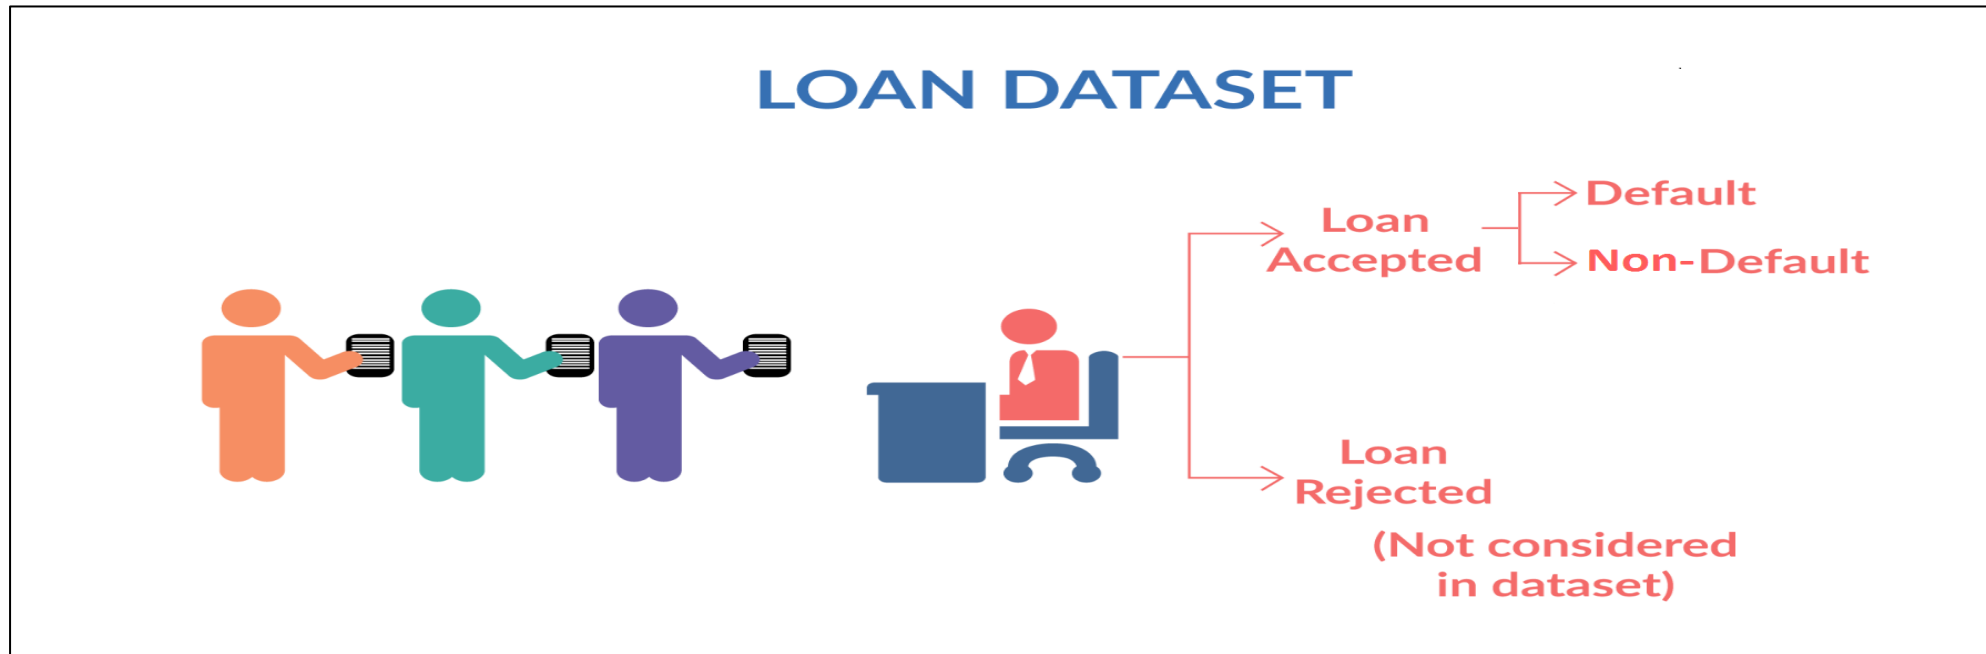 LOAN DATASET
Default
Loan
Accepted
Non-Default
Loan
Rejected
(Not considered
in dataset)